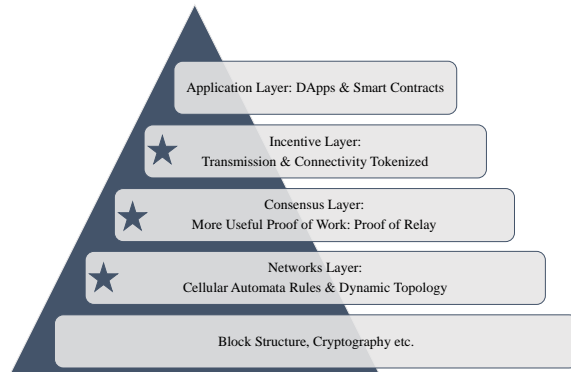 Application Layer: DApps & Smart Contracts
Incentive Layer:
Transmission & Connectivity Tokenized
Consensus Layer:
More Useful Proof of Work: Proof of Relay
Networks Layer:
Cellular Automata Rules & Dynamic Topology
Block Structure, Cryptography etc.